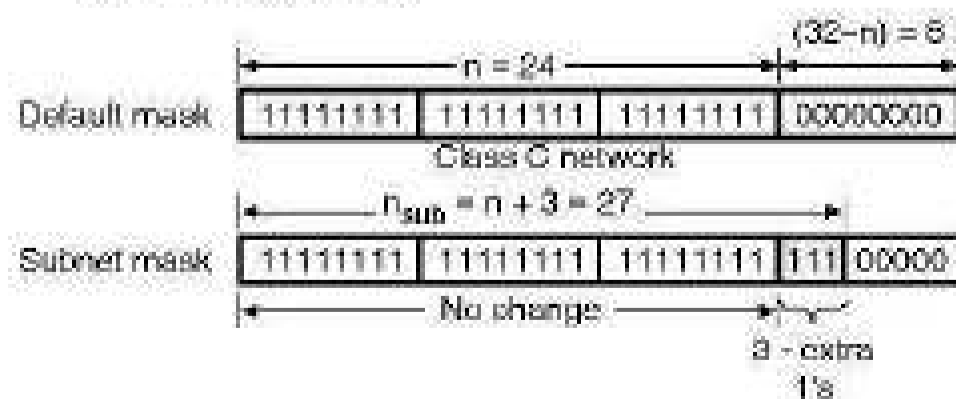 (32-n) = 8
n = 24
Default mask 11111111 11111111 11111111 00000000
Class C network
n_sub = n + 3 = 27
Subnet mask 11111111 11111111 11111111 111 00000
No change
3 - extra
1's